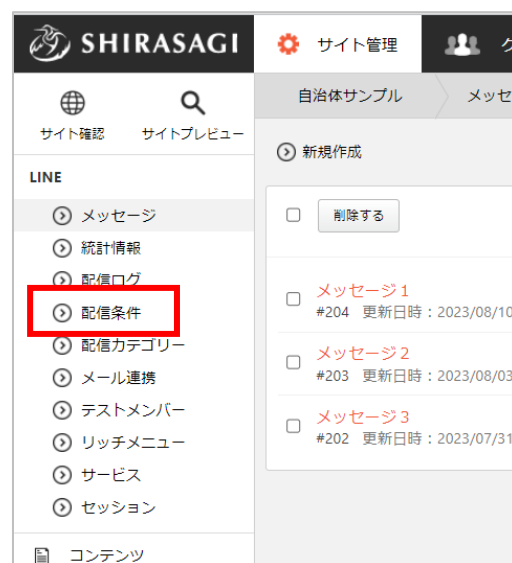 SHIRASAGI
サイト管理
サイト確認 サイトプレビュー
自治体サンプル メッセ
新規作成
LINE
メッセージ
統計情報
配信ログ
配信条件
配信カテゴリー
メール連携
テストメンバー
リッチメニュー
サービス
セッション
コンテンツ
削除する
メッセージ1
#204 更新日時：2023/08/10
メッセージ2
#203 更新日時：2023/08/03
メッセージ3
#202 更新日時：2023/07/31